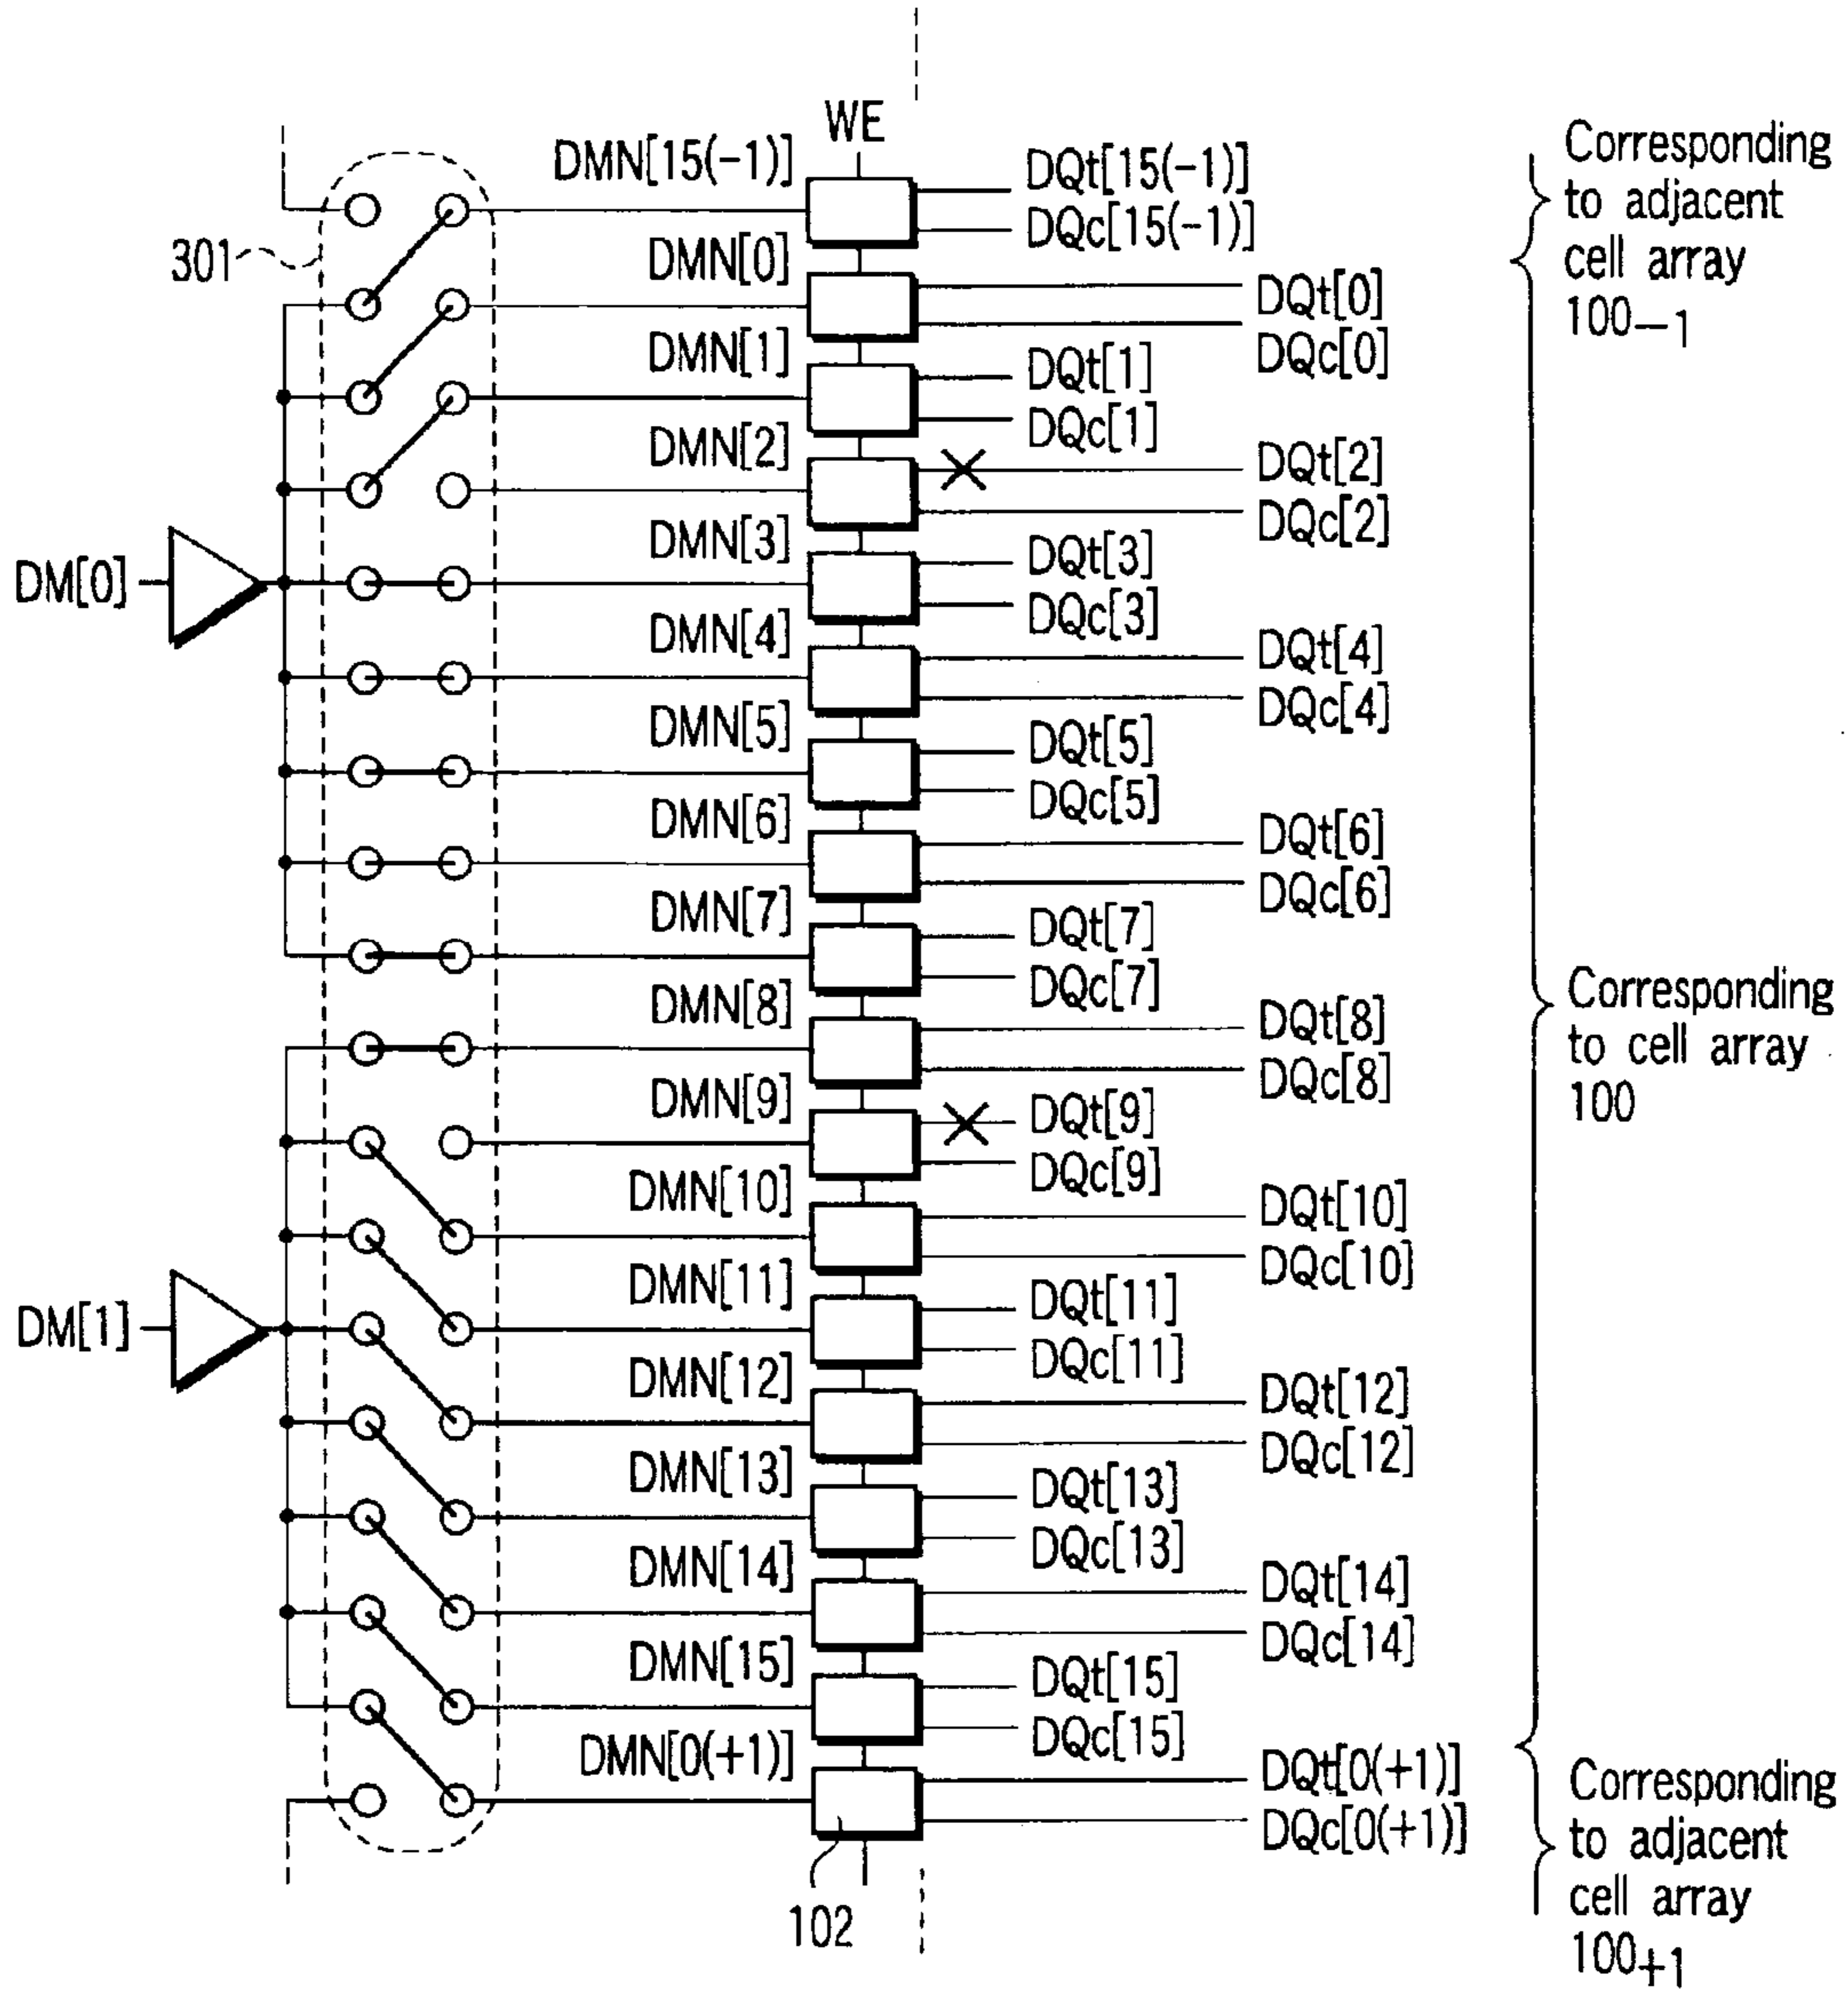 WE
DMN[15(-1)]
DQt[15(-1)]
DQc[15(-1)]
Corresponding
to adjacent
cell array
100-1
301
DMN[0]
DQt[0]
DQc[0]
DMN[1]
DQt[1]
DQc[1]
DMN[2]
DQt[2]
DQc[2]
DM[0]
DMN[3]
DQt[3]
DQc[3]
DMN[4]
DQt[4]
DQc[4]
DMN[5]
DQt[5]
DQc[5]
DMN[6]
DQt[6]
DQc[6]
DMN[7]
DQt[7]
DQc[7]
Corresponding
to cell array
100
DMN[8]
DQt[8]
DQc[8]
DMN[9]
DQt[9]
DQc[9]
DMN[10]
DQt[10]
DQc[10]
DM[1]
DMN[11]
DQt[11]
DQc[11]
DMN[12]
DQt[12]
DQc[12]
DMN[13]
DQt[13]
DQc[13]
DMN[14]
DQt[14]
DQc[14]
DMN[15]
DQt[15]
DQc[15]
DMN[0(+1)]
DQt[0(+1)]
DQc[0(+1)]
Corresponding
to adjacent
cell array
100+1
102